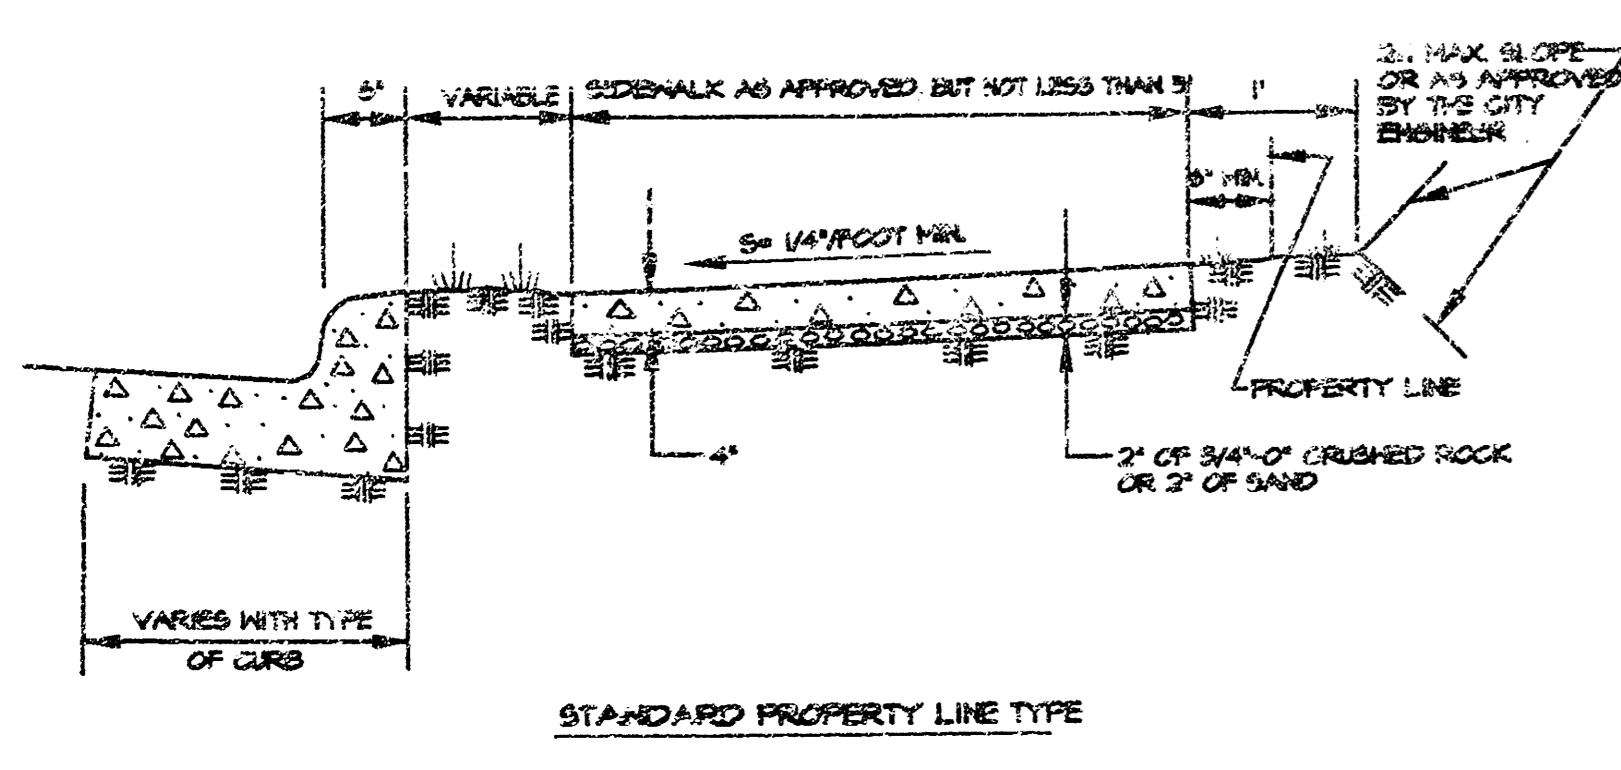 2:1 MAX. SLOPE
OR AS APPROVED
BY THE CITY
ENGINEER
6"
VARIABLE
SIDEWALK AS APPROVED BUT NOT LESS THAN 5'
1'
6" MIN.
S= 1/4"/FOOT MIN.
PROPERTY LINE
4"
2" OF 3/4"-0" CRUSHED ROCK
OR 2" OF SAND
VARIES WITH TYPE
OF CURB
STANDARD PROPERTY LINE TYPE